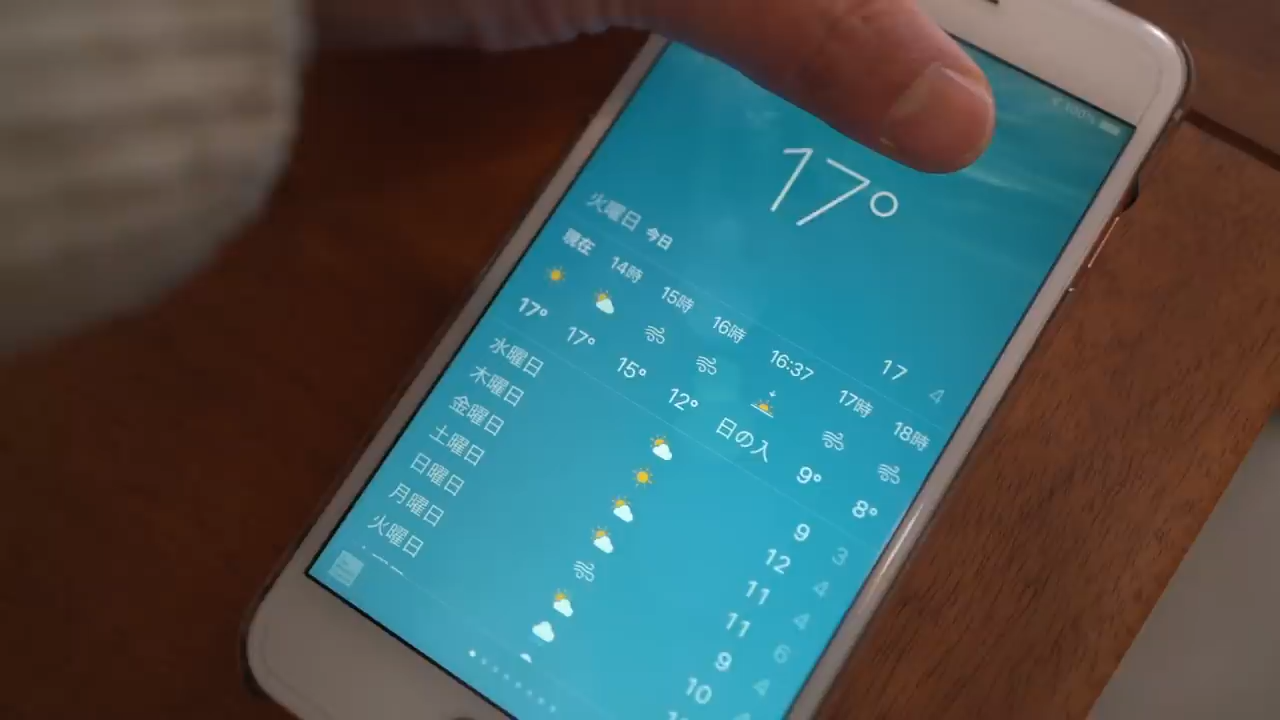 100%
17°
火曜日 今日 17 4
現在 14時 15時 16時 16:37 17時 18時
17° 17° 15° 12° 日の入 9° 8°
水曜日 9 3
木曜日 12 4
金曜日 11 4
土曜日 11 6
日曜日 9 4
月曜日 10
火曜日